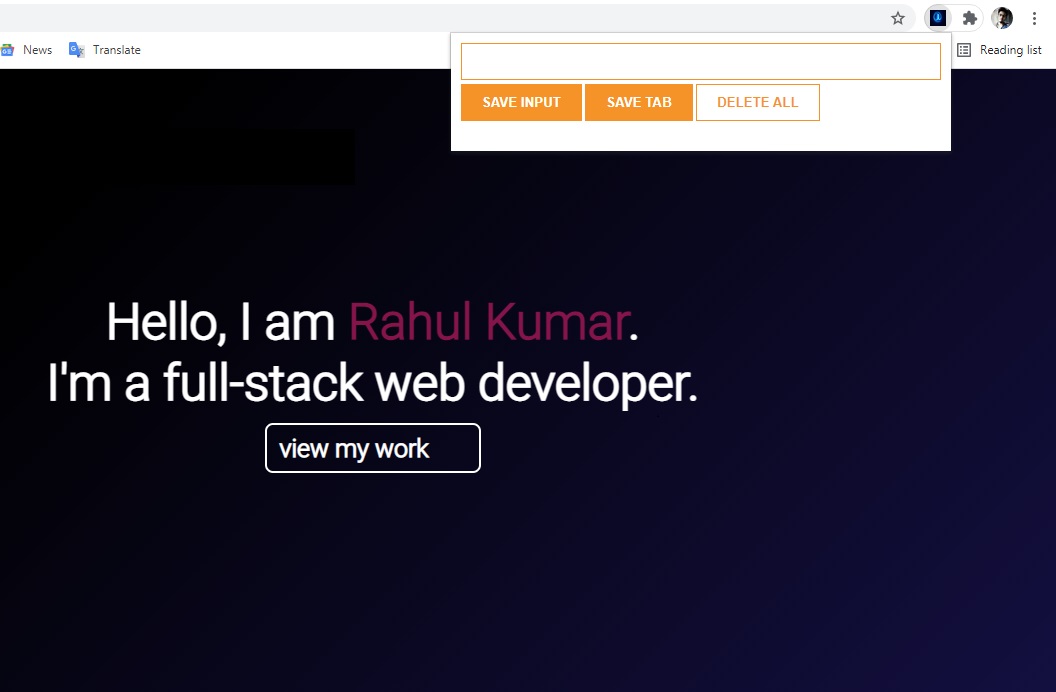 News Translate
Reading list
SAVE INPUT SAVE TAB DELETE ALL
Hello, I am Rahul Kumar.
I'm a full-stack web developer.
view my work